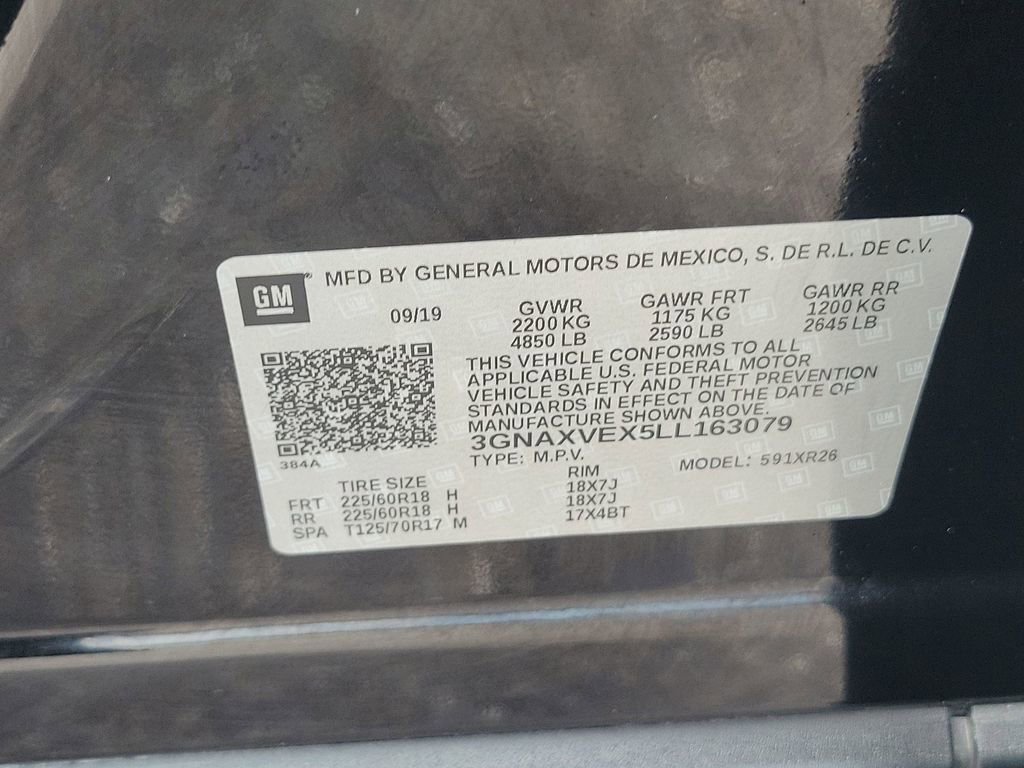 GM MFD BY GENERAL MOTORS DE MEXICO, S. DE R.L. DE C.V.
09/19 GVWR GAWR FRT GAWR RR
2200 KG 1175 KG 1200 KG
4850 LB 2590 LB 2645 LB
THIS VEHICLE CONFORMS TO ALL
APPLICABLE U.S. FEDERAL MOTOR
VEHICLE SAFETY AND THEFT PREVENTION
STANDARDS IN EFFECT ON THE DATE OF
MANUFACTURE SHOWN ABOVE.
3GNAXVEX5LL163079
384A TYPE: M.P.V. MODEL: 591XR26
TIRE SIZE RIM
FRT 225/60R18 H 18X7J
RR 225/60R18 H 18X7J
SPA T125/70R17 M 17X4BT